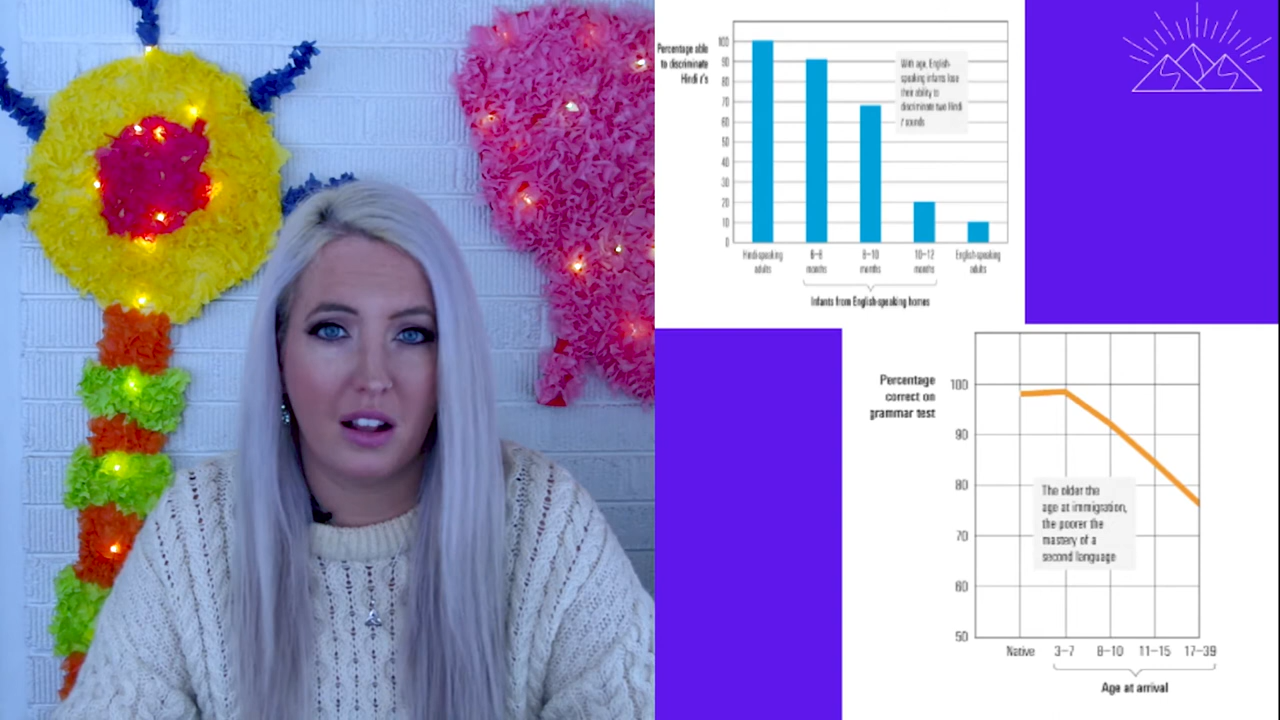 Percentage able
to discriminate
Hindi r's
100
90
80
70
60
50
40
30
20
10
0
With age, English-
speaking infants lose
their ability to
discriminate two Hindi
r sounds
Hindi-speaking
adults
6–8
months
8–10
months
10–12
months
English-speaking
adults
Infants from English-speaking homes
Percentage
correct on
grammar test
100
90
80
70
60
50
The older the
age at immigration,
the poorer the
mastery of a
second language
Native
3–7
8–10
11–15
17–39
Age at arrival